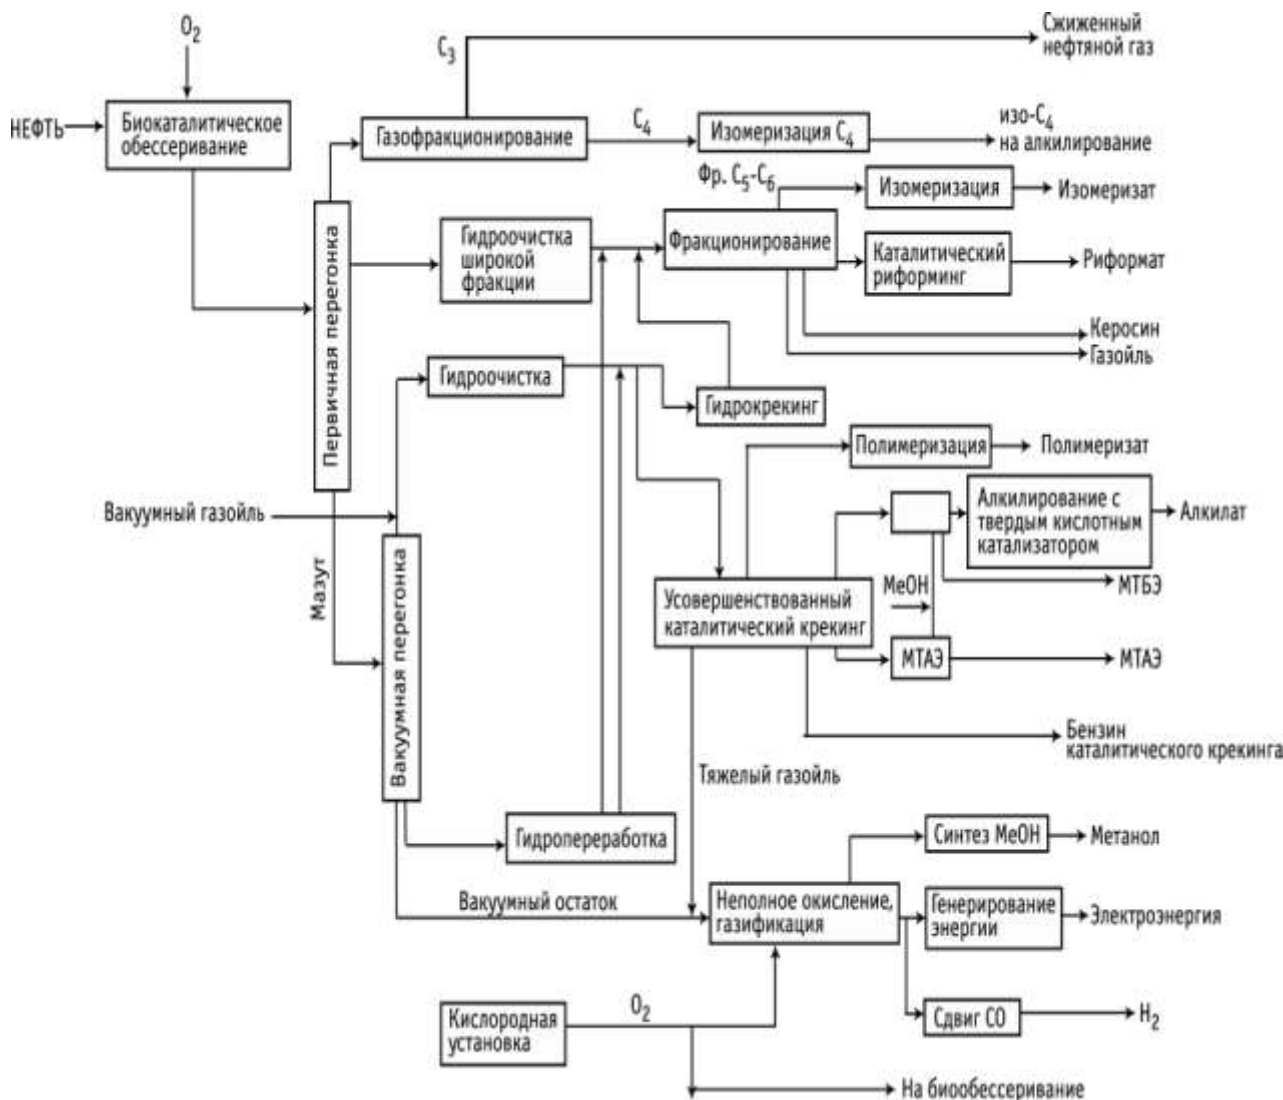 O2
C3
Сжиженный
нефтяной газ
НЕФТЬ
Биокаталитическое
обессеривание
Газофракционирование
C4
Изомеризация C4
изо-C4
на алкилирование
Фр. C5-C6
Изомеризация
Изомеризат
Первичная перегонка
Гидроочистка
широкой
фракции
Фракционирование
Каталитический
риформинг
Риформат
Керосин
Газойль
Гидроочистка
Гидрокрекинг
Полимеризация
Полимеризат
Вакуумный газойль
Алкилирование с
твердым кислотным
катализатором
Алкилат
Мазут
Вакуумная перегонка
Усовершенствованный
каталитический крекинг
MeOH
МТБЭ
МТАЭ
МТАЭ
Бензин
каталитического крекинга
Тяжелый газойль
Гидропереработка
Синтез MeOH
Метанол
Вакуумный остаток
Неполное окисление,
газификация
Генерирование
энергии
Электроэнергия
Кислородная
установка
O2
Сдвиг CO
H2
На биообессеривание